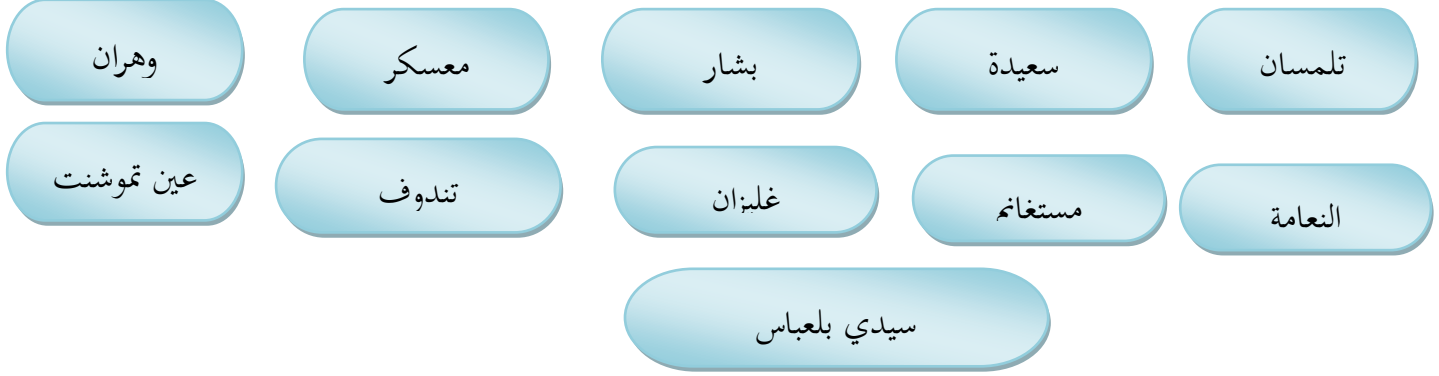 تلمسان
سعيدة
بشار
معسكر
وهران
النعامة
مستغانم
غليزان
تندوف
عين تموشنت
سيدي بلعباس